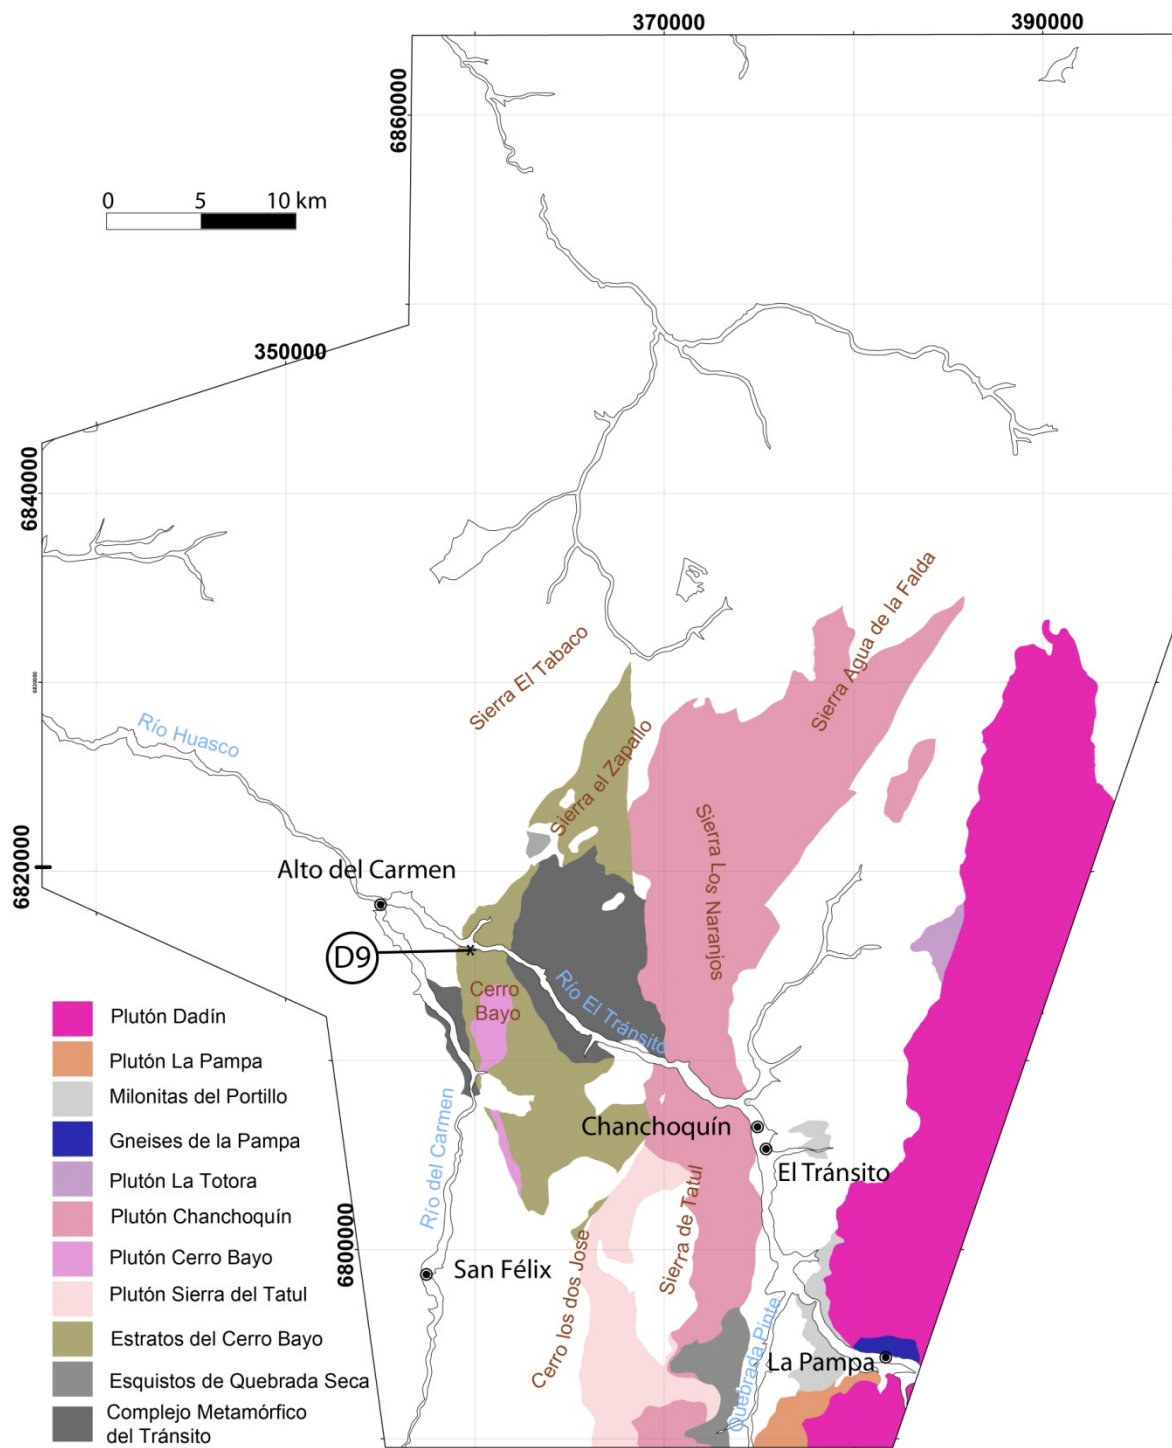 370000
390000
6860000
0 5 10 km
350000
6840000
Sierra El Tabaco
Sierra Agua de la Falda
Río Huasco
Sierra el Zapallo
Sierra Los Naranjos
6820000
Alto del Carmen
D9
Cerro
Bayo
Río El Tránsito
Plutón Dadín
Plutón La Pampa
Milonitas del Portillo
Gneises de la Pampa
Plutón La Totora
Plutón Chanchoquín
Plutón Cerro Bayo
Plutón Sierra del Tatul
Estratos del Cerro Bayo
Esquistos de Quebrada Seca
Complejo Metamórfico
del Tránsito
Río del Carmen
Chanchoquín
El Tránsito
Sierra de Tatul
6800000
San Félix
Cerro los dos Jose
Quebrada Pinte
La Pampa